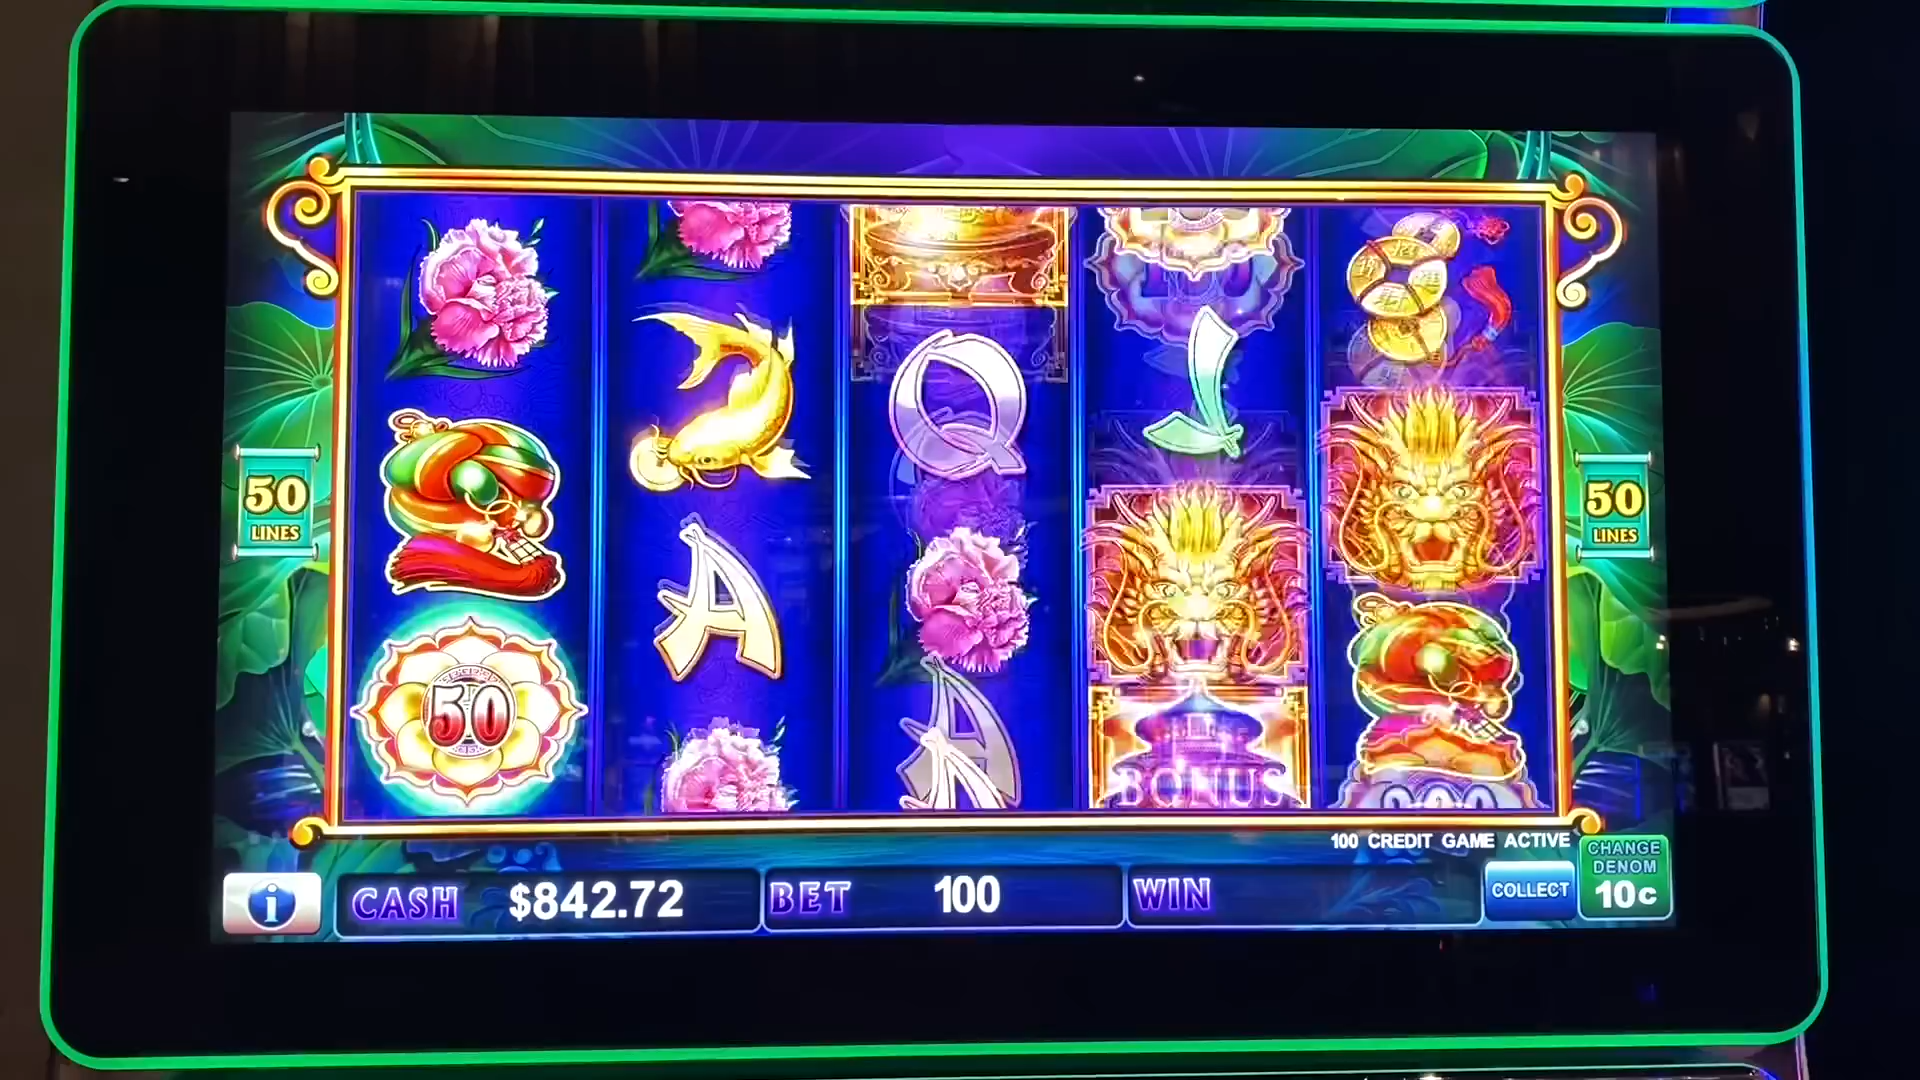 Q
J
50
LINES
50
LINES
A
50
A
BONUS
100 CREDIT GAME ACTIVE
CASH $842.72
BET 100
WIN
COLLECT
CHANGE
DENOM
10¢